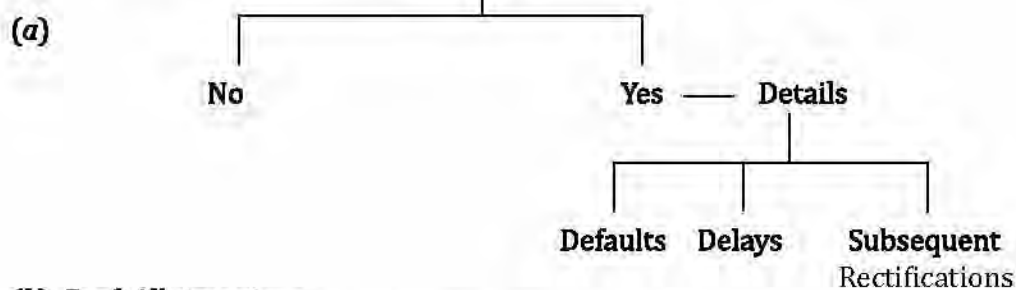 (a)
No Yes Details
Defaults Delays Subsequent
Rectifications